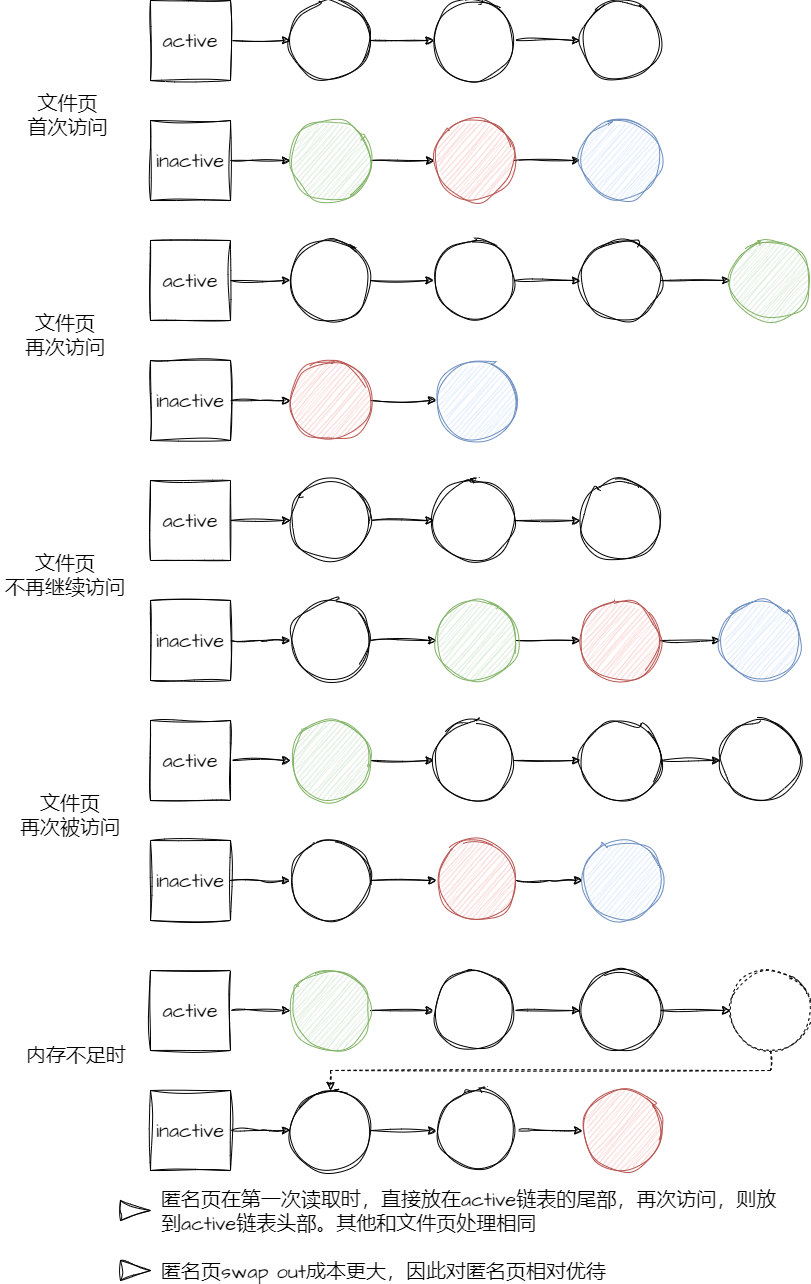 active
文件页
首次访问
inactive
active
文件页
再次访问
inactive
active
文件页
不再继续访问
inactive
active
文件页
再次被访问
inactive
active
内存不足时
inactive
匿名页在第一次读取时，直接放在active链表的尾部，再次访问，则放
到active链表头部。其他和文件页处理相同
匿名页swap out成本更大，因此对匿名页相对优待